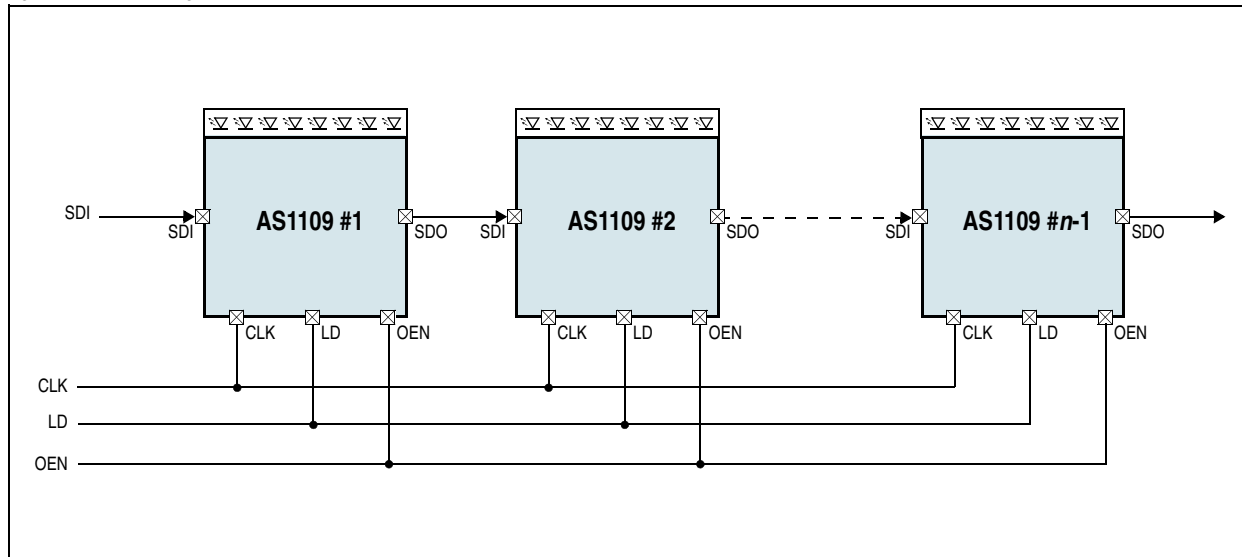 AS1109 #1
AS1109 #2
AS1109 #n-1
SDI
SDI
SDO
SDI
SDO
SDI
SDO
CLK
LD
OEN
CLK
LD
OEN
CLK
LD
OEN
CLK
LD
OEN